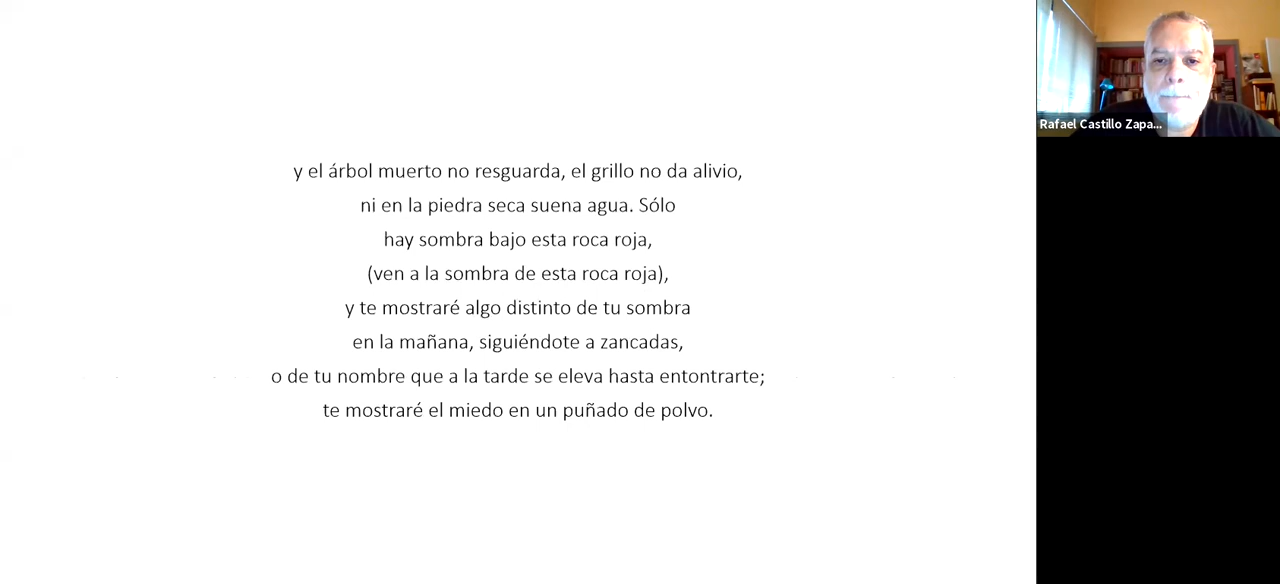 y el árbol muerto no resguarda, el grillo no da alivio,
ni en la piedra seca suena agua. Sólo
hay sombra bajo esta roca roja,
(ven a la sombra de esta roca roja),
y te mostraré algo distinto de tu sombra
en la mañana, siguiéndote a zancadas,
o de tu nombre que a la tarde se eleva hasta entontrarte;
te mostraré el miedo en un puñado de polvo.
Rafael Castillo Zapa...